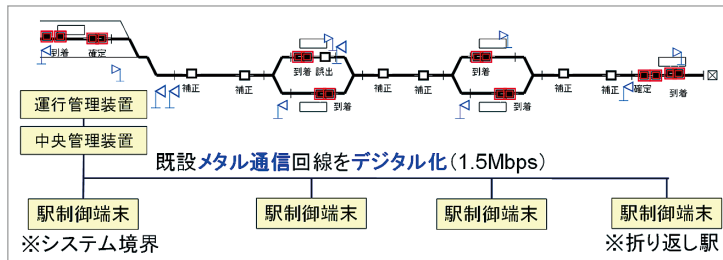 到着 確定
補正
補正
到着 誤出
到着
補正
補正
到着
到着
補正
補正
確定
到着
運行管理装置
中央管理装置
既設メタル通信回線をデジタル化(1.5Mbps)
駅制御端末 駅制御端末 駅制御端末 駅制御端末
※システム境界 ※折り返し駅